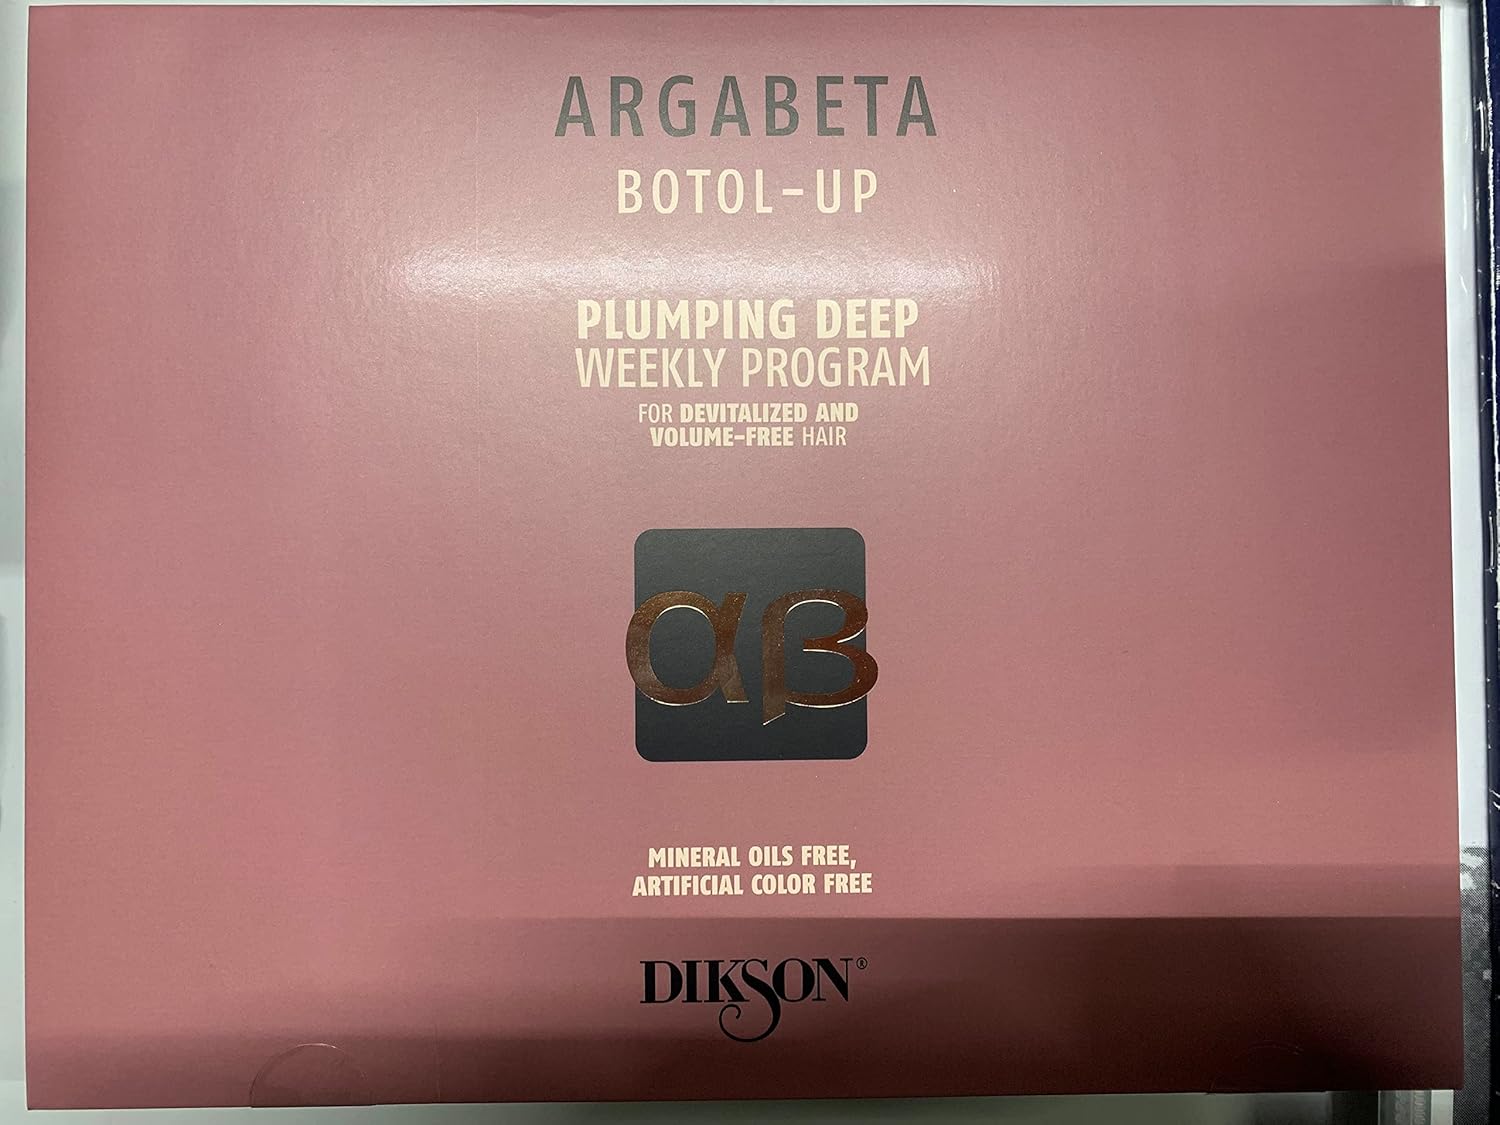 ARGABETA
BOTOL-UP
PLUMPING DEEP
WEEKLY PROGRAM
FOR DEVITALIZED AND
VOLUME-FREE HAIR
αβ
MINERAL OILS FREE,
ARTIFICIAL COLOR FREE
DIKSON®